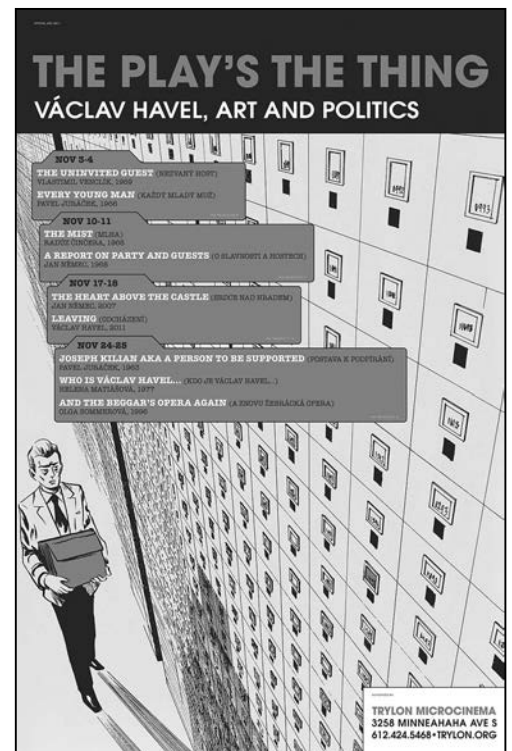 THE PLAY'S THE THING
VÁCLAV HAVEL, ART AND POLITICS
NOV 3-4
THE UNINVITED GUEST (NEZVANÝ HOST)
VLASTIMIL VENCLÍK, 1969
EVERY YOUNG MAN (KAŽDÝ MLADÝ MUŽ)
PAVEL JURÁČEK, 1966
NOV 10-11
THE MIST (MLHA)
RADÚZ ČINČERA, 1966
A REPORT ON PARTY AND GUESTS (O SLAVNOSTI A HOSTECH)
JAN NĚMEC, 1966
NOV 17-18
THE HEART ABOVE THE CASTLE (SRDCE NAD HRADEM)
JAN NĚMEC, 2007
LEAVING (ODCHÁZENÍ)
VÁCLAV HAVEL, 2011
NOV 24-25
JOSEPH KILIAN AKA A PERSON TO BE SUPPORTED (POSTAVA K PODPÍRÁNÍ)
PAVEL JURÁČEK, 1963
WHO IS VÁCLAV HAVEL... (KDO JE VÁCLAV HAVEL..)
HELENA MATIÁŠOVÁ, 1977
AND THE BEGGAR'S OPERA AGAIN (A ZNOVU ŽEBRÁCKÁ OPERA)
OLGA SOMMEROVÁ, 1996
8993
TRYLON MICROCINEMA
3258 MINNEAHAHA AVE S
612.424.5468•TRYLON.ORG